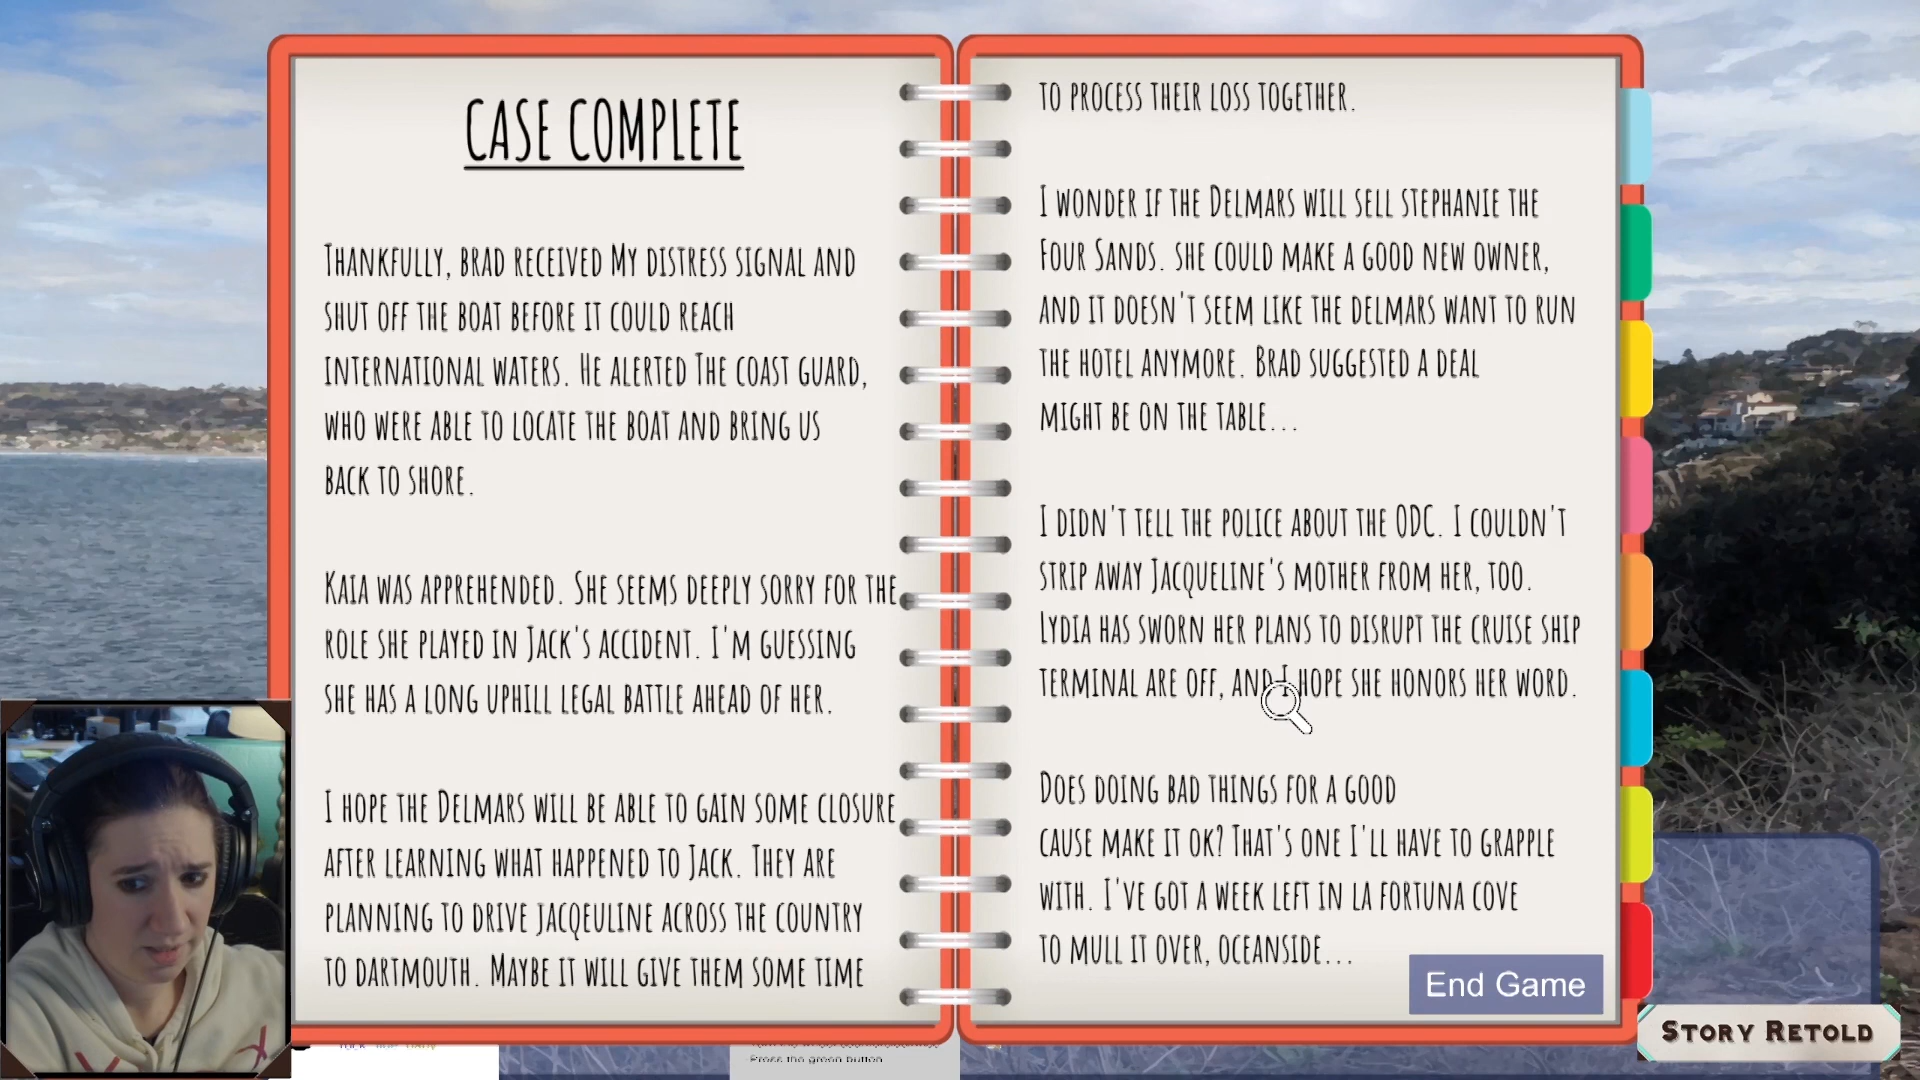 CASE COMPLETE
THANKFULLY, BRAD RECEIVED MY DISTRESS SIGNAL AND
SHUT OFF THE BOAT BEFORE IT COULD REACH
INTERNATIONAL WATERS. HE ALERTED THE COAST GUARD,
WHO WERE ABLE TO LOCATE THE BOAT AND BRING US
BACK TO SHORE.
KAIA WAS APPREHENDED. SHE SEEMS DEEPLY SORRY FOR THE
ROLE SHE PLAYED IN JACK'S ACCIDENT. I'M GUESSING
SHE HAS A LONG UPHILL LEGAL BATTLE AHEAD OF HER.
I HOPE THE DELMARS WILL BE ABLE TO GAIN SOME CLOSURE
AFTER LEARNING WHAT HAPPENED TO JACK. THEY ARE
PLANNING TO DRIVE JACQEULINE ACROSS THE COUNTRY
TO DARTMOUTH. MAYBE IT WILL GIVE THEM SOME TIME
TO PROCESS THEIR LOSS TOGETHER.
I WONDER IF THE DELMARS WILL SELL STEPHANIE THE
FOUR SANDS. SHE COULD MAKE A GOOD NEW OWNER,
AND IT DOESN'T SEEM LIKE THE DELMARS WANT TO RUN
THE HOTEL ANYMORE. BRAD SUGGESTED A DEAL
MIGHT BE ON THE TABLE...
I DIDN'T TELL THE POLICE ABOUT THE ODC. I COULDN'T
STRIP AWAY JACQUELINE'S MOTHER FROM HER, TOO.
LYDIA HAS SWORN HER PLANS TO DISRUPT THE CRUISE SHIP
TERMINAL ARE OFF, AND I HOPE SHE HONORS HER WORD.
DOES DOING BAD THINGS FOR A GOOD
CAUSE MAKE IT OK? THAT'S ONE I'LL HAVE TO GRAPPLE
WITH. I'VE GOT A WEEK LEFT IN LA FORTUNA COVE
TO MULL IT OVER, OCEANSIDE...
End Game
STORY RETOLD
Press the green button